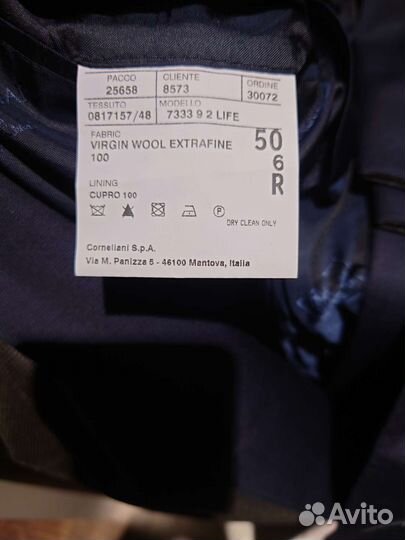 PACCO CLIENTE ORDINE
25658 8573 30072
TESSUTO MODELLO
0817157/48 7333 9 2 LIFE
FABRIC
VIRGIN WOOL EXTRAFINE
100
50
6
R
LINING
CUPRO 100
P
DRY CLEAN ONLY
Corneliani S.p.A.
Via M. Panizza 5 - 46100 Mantova, Italia
Avito